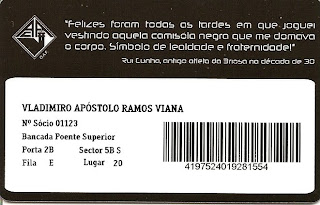 "Felizes foram todas as tardes em que joguei
vestindo aquela camisola negra que me domava
o corpo. Símbolo de lealdade e fraternidade!"
Rui Cunha, antigo atleta da Briosa na década de 30
VLADIMIRO APÓSTOLO RAMOS VIANA
Nº Sócio 01123
Bancada Poente Superior
Porta 2B Sector 5B S
Fila E Lugar 20
4197524019281554